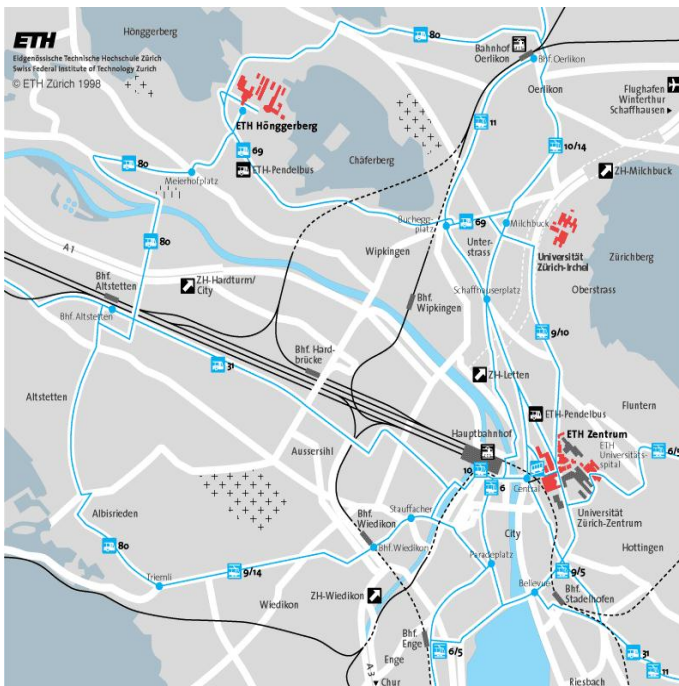 ETH
Eidgenössische Technische Hochschule Zürich
Swiss Federal Institute of Technology Zurich
© ETH Zürich 1998
Hönggerberg
80
Bahnhof
Oerlikon
Bhf. Oerlikon
Oerlikon
Flughafen
Winterthur
Schaffhausen ▸
ETH Hönggerberg
11
10/14
69
ETH-Pendelbus
80
Meierhofplatz
Chäferberg
ZH-Milchbuck
Bucheggplatz
69
Milchbuck
Unterstrass
Universität
Zürich-Irchel
Zürichberg
Oberstrass
80
Wipkingen
A1
Bhf.
Altstetten
ZH-Hardturm/
City
Schaffhauserplatz
Bhf.
Wipkingen
Bhf. Altstetten
9/10
Bhf. Hard-
brücke
31
ZH-Letten
Altstetten
ETH-Pendelbus
Fluntern
Hauptbahnhof
ETH Zentrum
ETH
Universitäts-
spital
Aussersihl
10
6
Central
Universität
Zürich-Zentrum
Albisrieden
Stauffacher
Bhf.
Wiedikon
City
Hottingen
80
Bhf. Wiedikon
Paradeplatz
Triemli
9/14
9/5
Wiedikon
ZH-Wiedikon
Bellevue
Bhf.
Stadelhofen
Bhf.
Enge
6/5
Enge
A3
▾ Chur
31
11
Riesbach